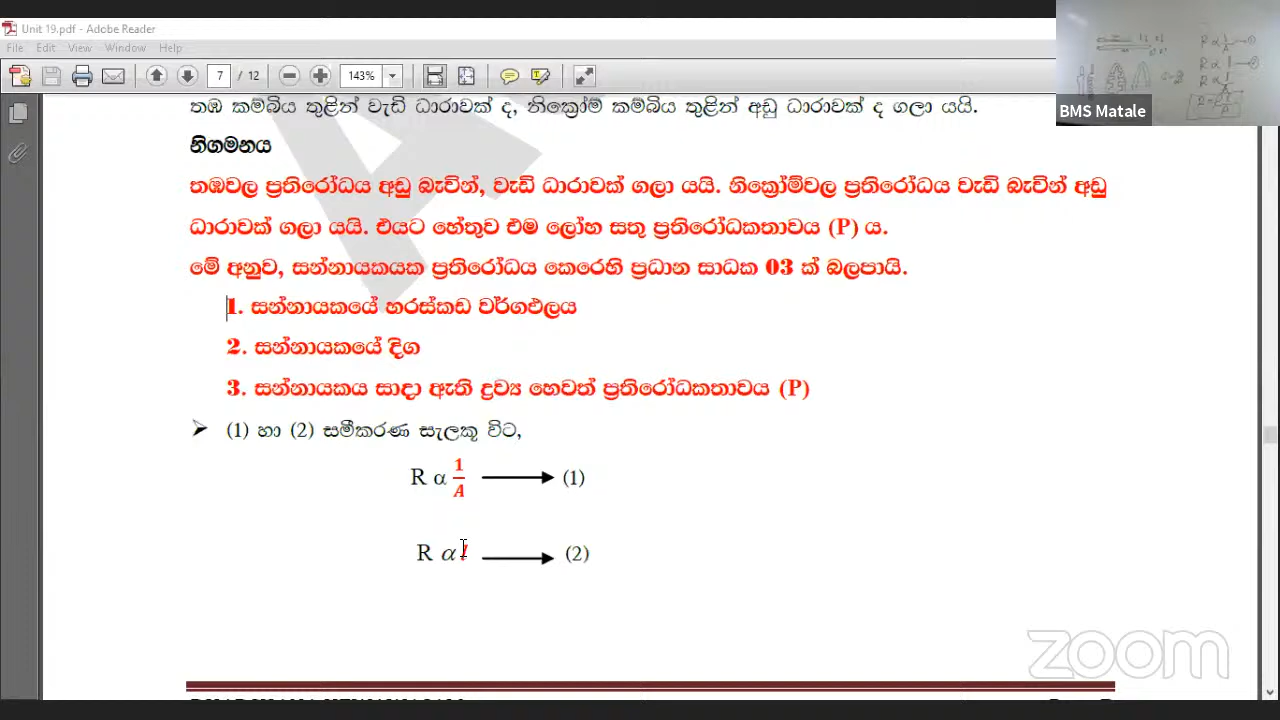 Unit 19.pdf - Adobe Reader
File Edit View Window Help
7 / 12 143%
BMS Matale
තඹ කම්බිය තුළින් වැඩි ධාරාවක් ද, නික්‍රෝම් කම්බිය තුළින් අඩු ධාරාවක් ද ගලා යයි.
නිගමනය
තඹවල ප්‍රතිරෝධය අඩු බැවින්, වැඩි ධාරාවක් ගලා යයි. නික්‍රෝම්වල ප්‍රතිරෝධය වැඩි බැවින් අඩු
ධාරාවක් ගලා යයි. එයට හේතුව එම ලෝහ සතු ප්‍රතිරෝධකතාවය (P) ය.
මේ අනුව, සන්නායකයක ප්‍රතිරෝධය කෙරෙහි ප්‍රධාන සාධක 03 ක් බලපායි.
1. සන්නායකයේ හරස්කඩ වර්ගඵලය
2. සන්නායකයේ දිග
3. සන්නායකය සාදා ඇති ද්‍රව්‍ය හෙවත් ප්‍රතිරෝධකතාවය (P)
➢ (1) හා (2) සමීකරණ සැලකූ විට,
R α 1/A ⟶ (1)
R α l ⟶ (2)
zoom